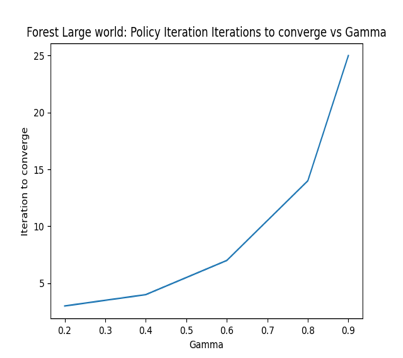 Forest Large world: Policy Iteration Iterations to converge vs Gamma
25
20
15
10
5
Iteration to converge
0.2 0.3 0.4 0.5 0.6 0.7 0.8 0.9
Gamma